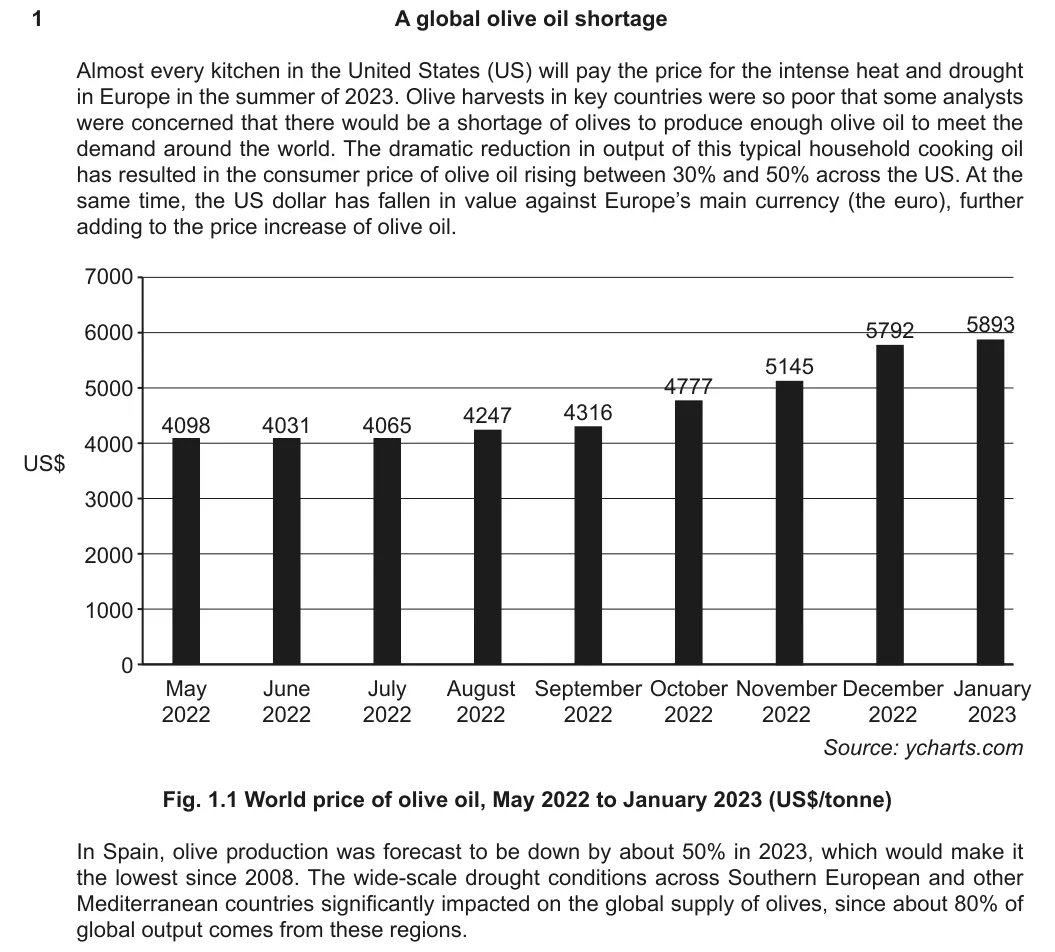 1 A global olive oil shortage
Almost every kitchen in the United States (US) will pay the price for the intense heat and drought
in Europe in the summer of 2023. Olive harvests in key countries were so poor that some analysts
were concerned that there would be a shortage of olives to produce enough olive oil to meet the
demand around the world. The dramatic reduction in output of this typical household cooking oil
has resulted in the consumer price of olive oil rising between 30% and 50% across the US. At the
same time, the US dollar has fallen in value against Europe's main currency (the euro), further
adding to the price increase of olive oil.
7000
6000
5000
4000
3000
2000
1000
0
US$
4098 4031 4065 4247 4316 4777 5145 5792 5893
May June July August September October November December January
2022 2022 2022 2022 2022 2022 2022 2022 2023
Source: ycharts.com
Fig. 1.1 World price of olive oil, May 2022 to January 2023 (US$/tonne)
In Spain, olive production was forecast to be down by about 50% in 2023, which would make it
the lowest since 2008. The wide-scale drought conditions across Southern European and other
Mediterranean countries significantly impacted on the global supply of olives, since about 80% of
global output comes from these regions.